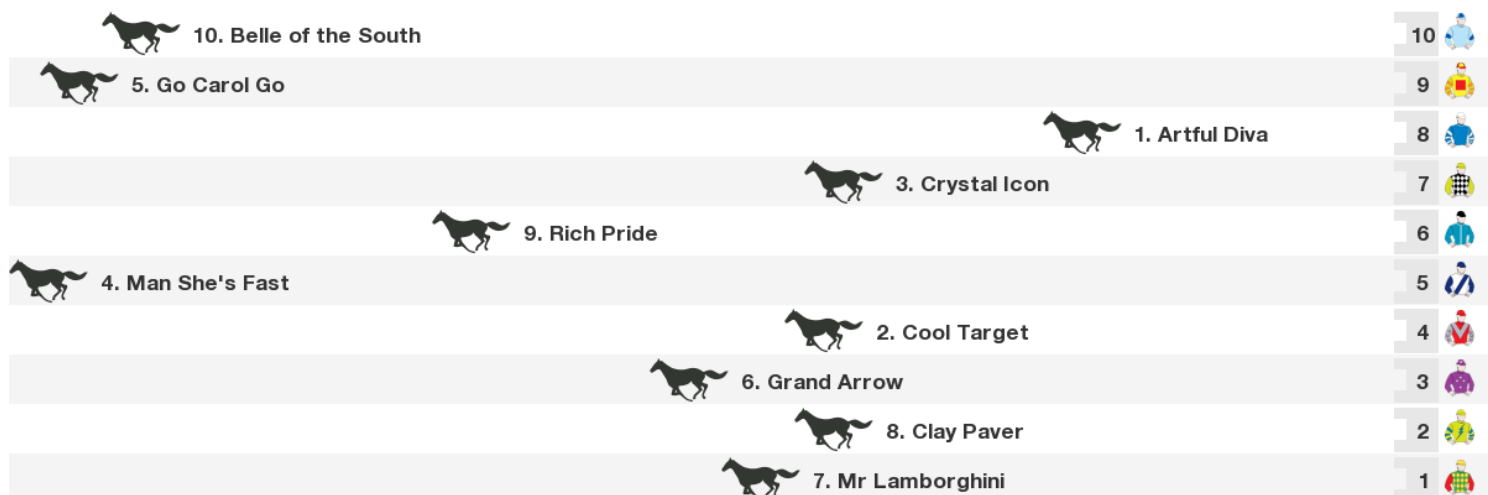 10. Belle of the South 10
5. Go Carol Go 9
1. Artful Diva 8
3. Crystal Icon 7
9. Rich Pride 6
4. Man She's Fast 5
2. Cool Target 4
6. Grand Arrow 3
8. Clay Paver 2
7. Mr Lamborghini 1